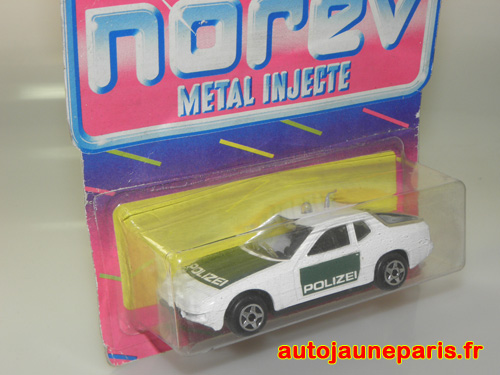 norev
METAL INJECTE
POLIZEI
POLIZEI
autojauneparis.fr